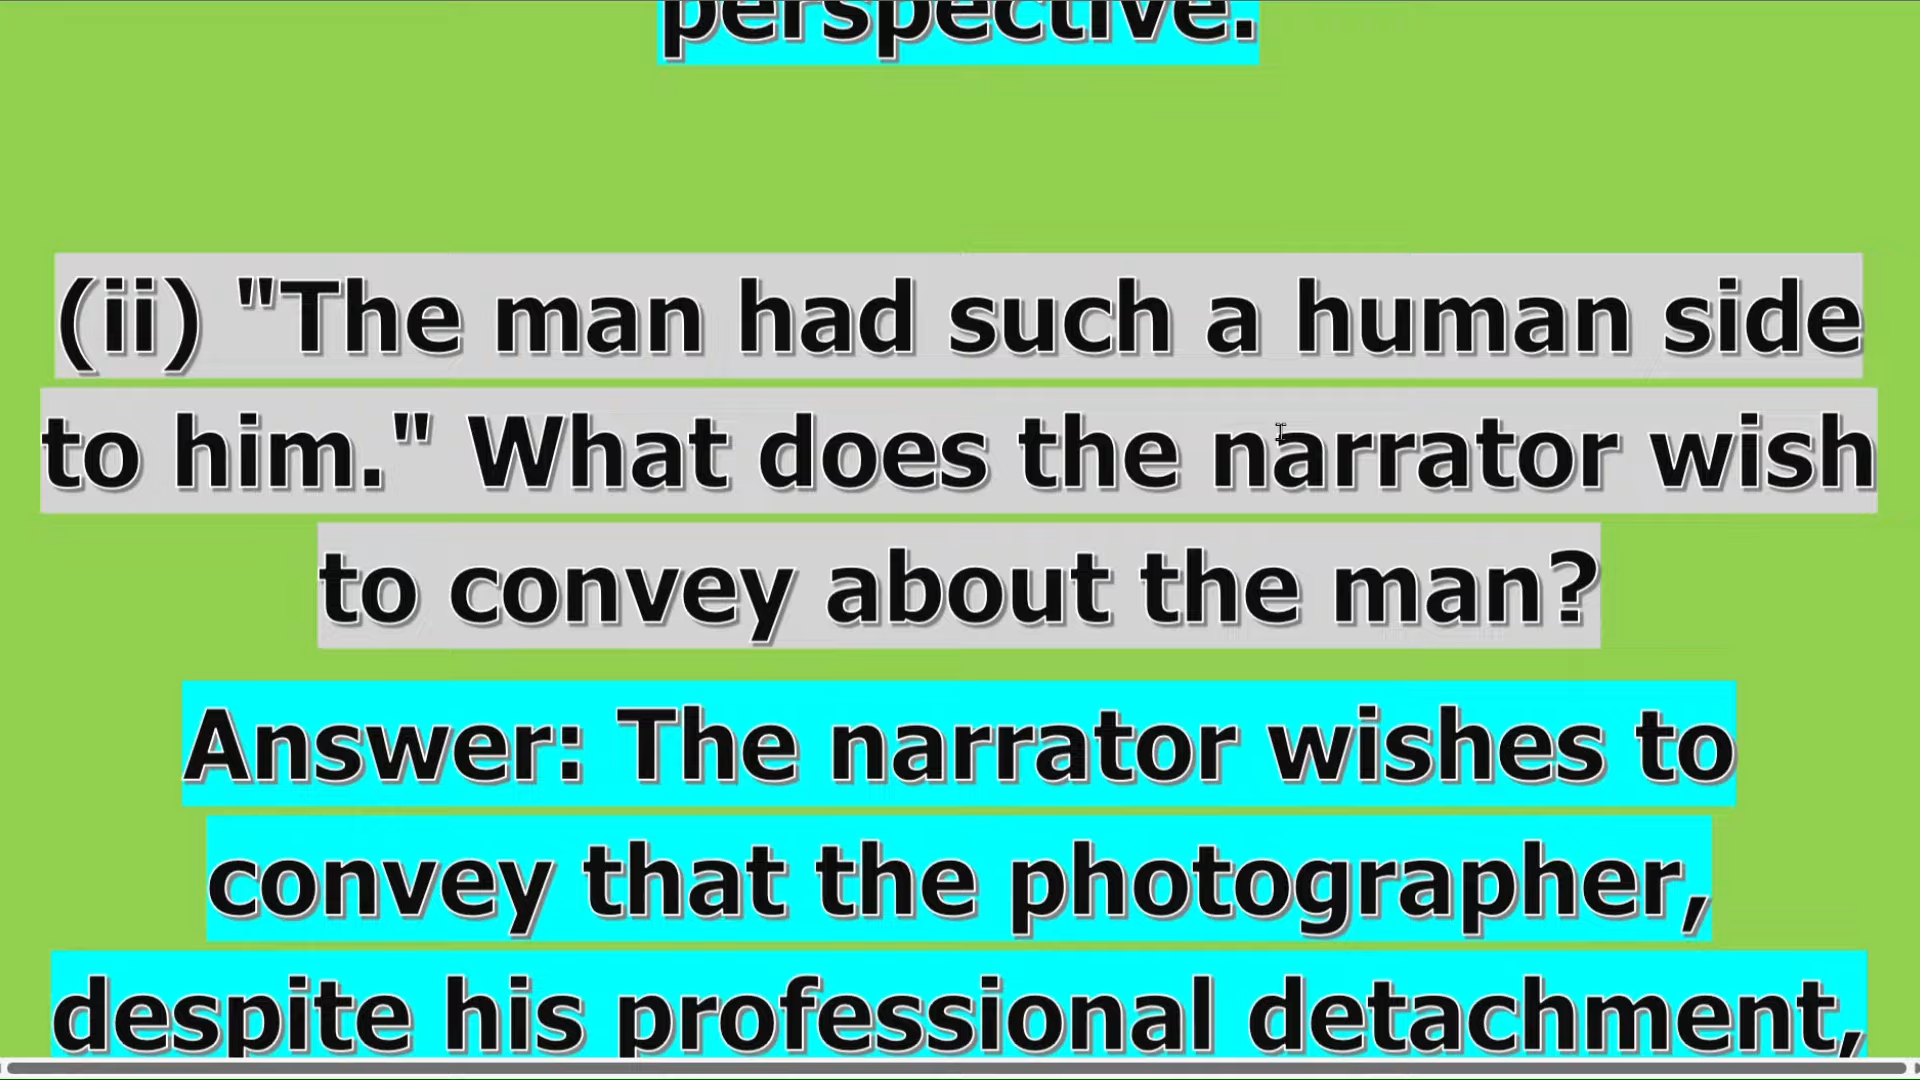 perspective.
(ii) "The man had such a human side
to him." What does the narrator wish
to convey about the man?
Answer: The narrator wishes to
convey that the photographer,
despite his professional detachment,